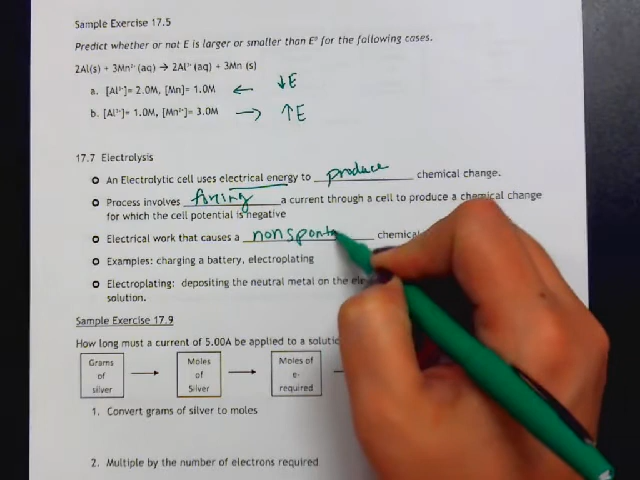 Sample Exercise 17.5
Predict whether or not E is larger or smaller than E° for the following cases.
2Al(s) + 3Mn²⁺(aq) → 2Al³⁺(aq) + 3Mn (s)
a. [Al³⁺]= 2.0M, [Mn]= 1.0M ← ↓E
b. [Al³⁺]= 1.0M, [Mn²⁺]= 3.0M → ↑E
17.7 Electrolysis
An Electrolytic cell uses electrical energy to produce chemical change.
Process involves forcing a current through a cell to produce a chemical change
for which the cell potential is negative
Electrical work that causes a nonsponta chemical
Examples: charging a battery, electroplating
Electroplating: depositing the neutral metal on the
solution.
Sample Exercise 17.9
How long must a current of 5.00A be applied to a
Grams of silver → Moles of Silver → Moles of e- required
1. Convert grams of silver to moles
2. Multiply by the number of electrons required